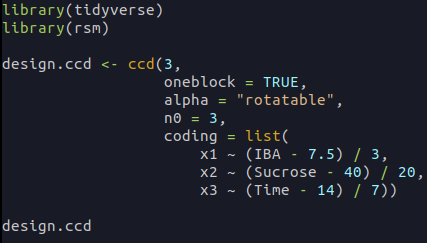 library(tidyverse)
library(rsm)

design.ccd <- ccd(3,
                  oneblock = TRUE,
                  alpha = "rotatable",
                  n0 = 3,
                  coding = list(
                      x1 ~ (IBA - 7.5) / 3,
                      x2 ~ (Sucrose - 40) / 20,
                      x3 ~ (Time - 14) / 7))

design.ccd